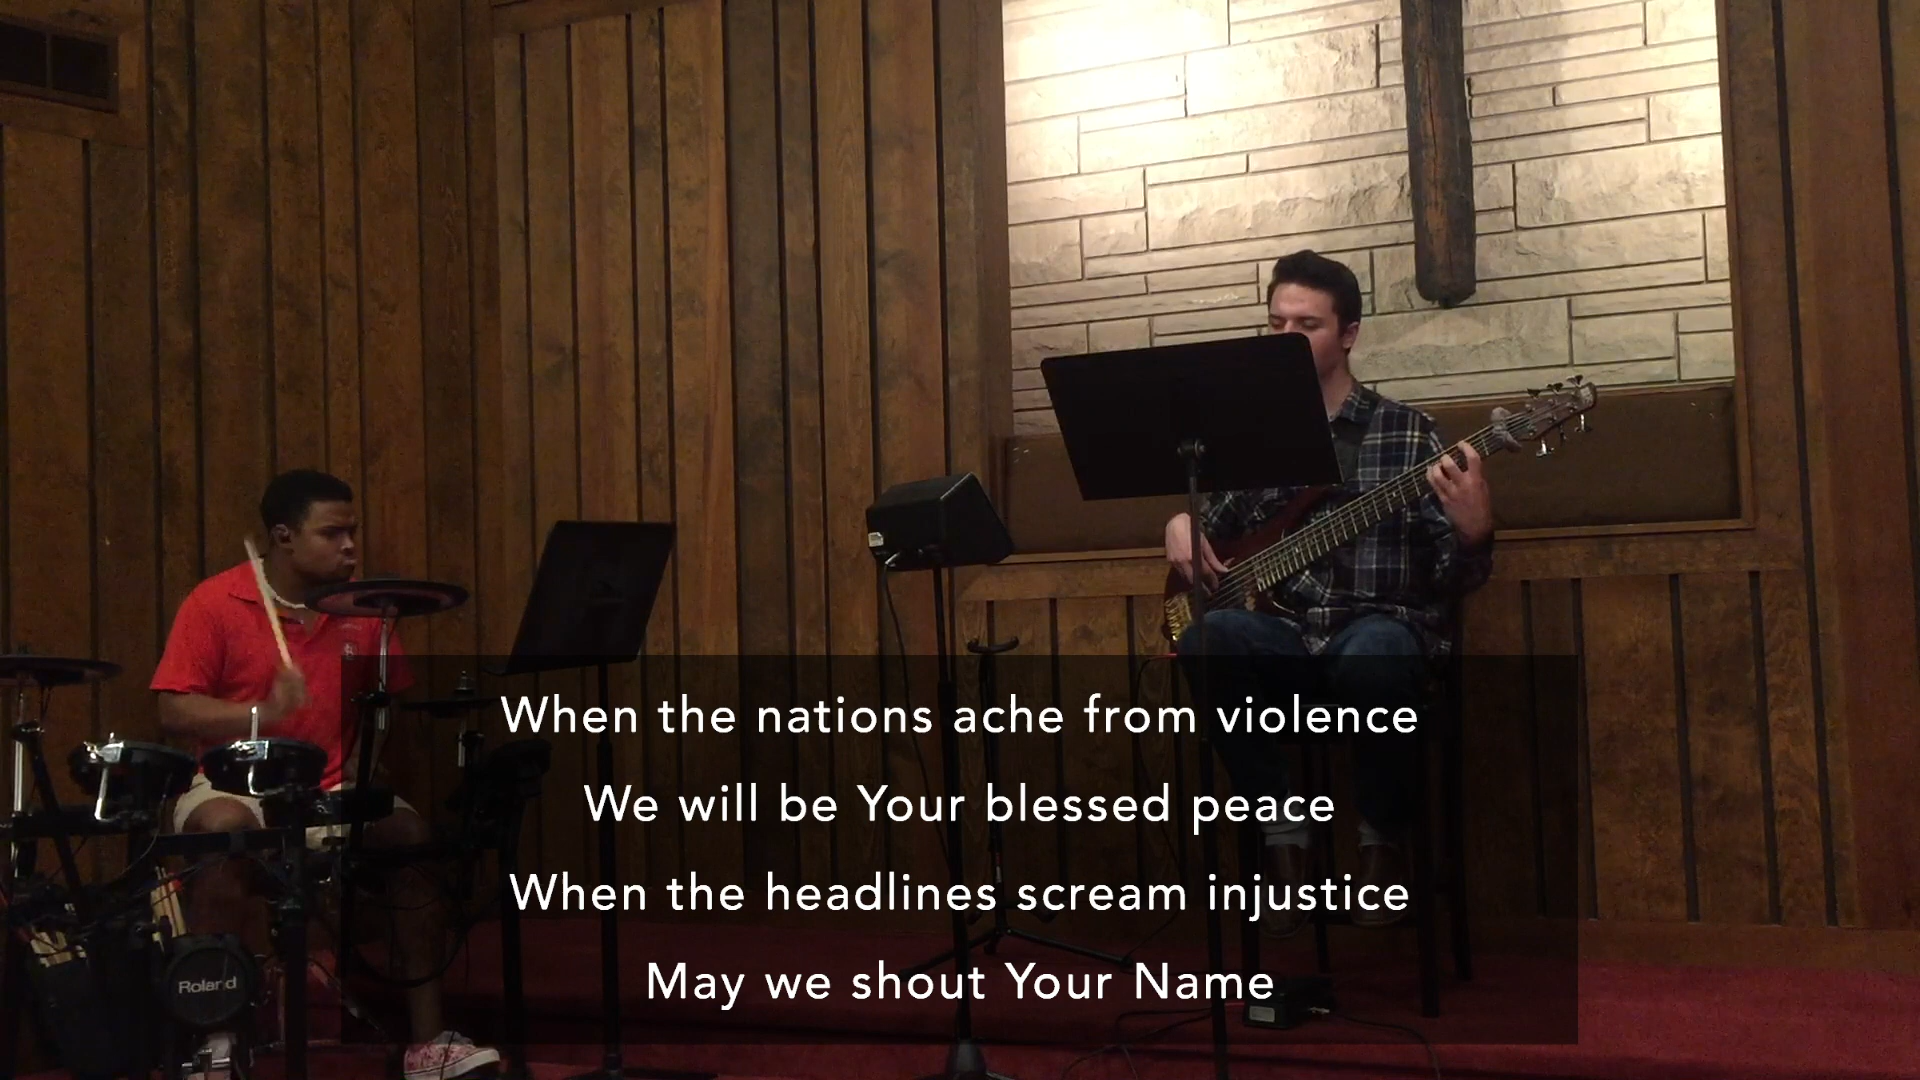 When the nations ache from violence
We will be Your blessed peace
When the headlines scream injustice
May we shout Your Name
Roland